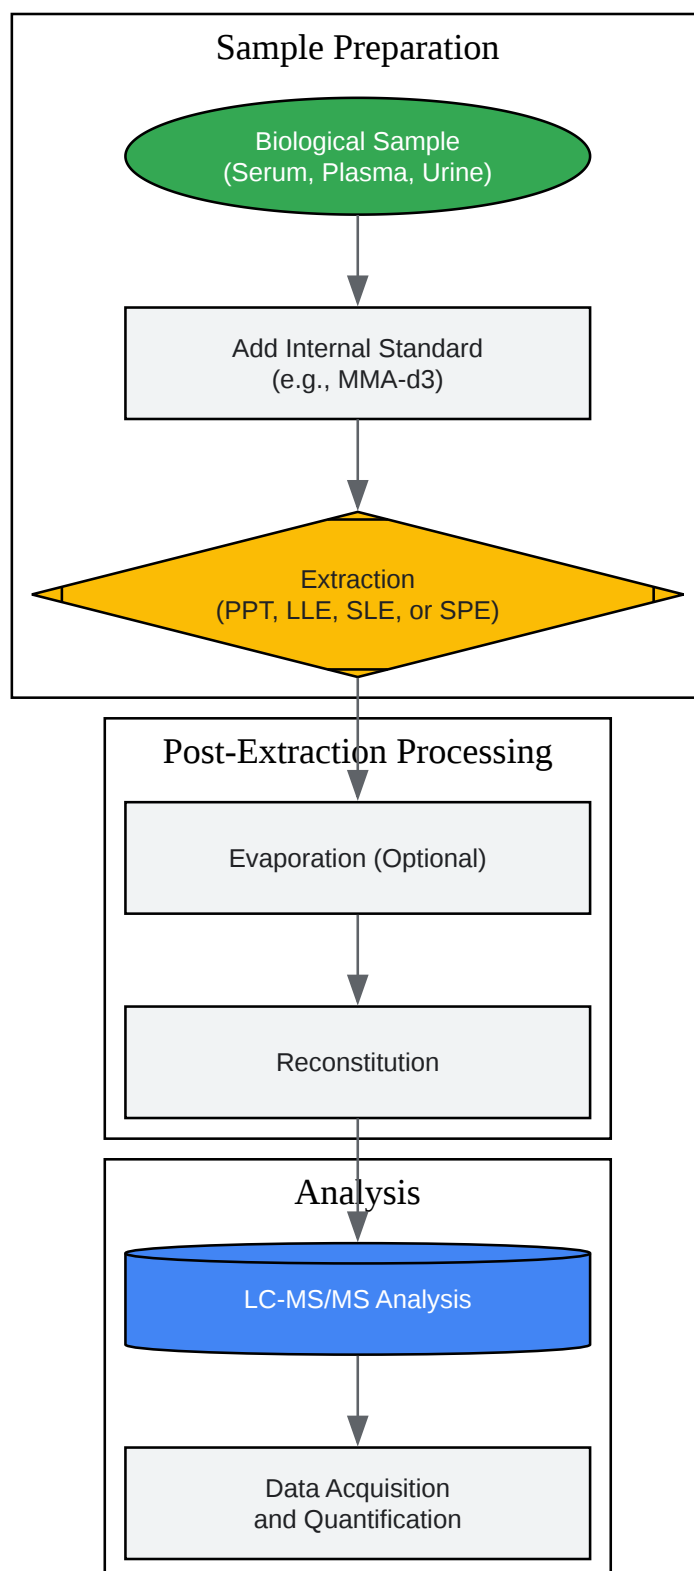 Sample Preparation
Biological Sample
(Serum, Plasma, Urine)
Add Internal Standard
(e.g., MMA-d3)
Extraction
(PPT, LLE, SLE, or SPE)
Post-Extraction Processing
Evaporation (Optional)
Reconstitution
Analysis
LC-MS/MS Analysis
Data Acquisition
and Quantification